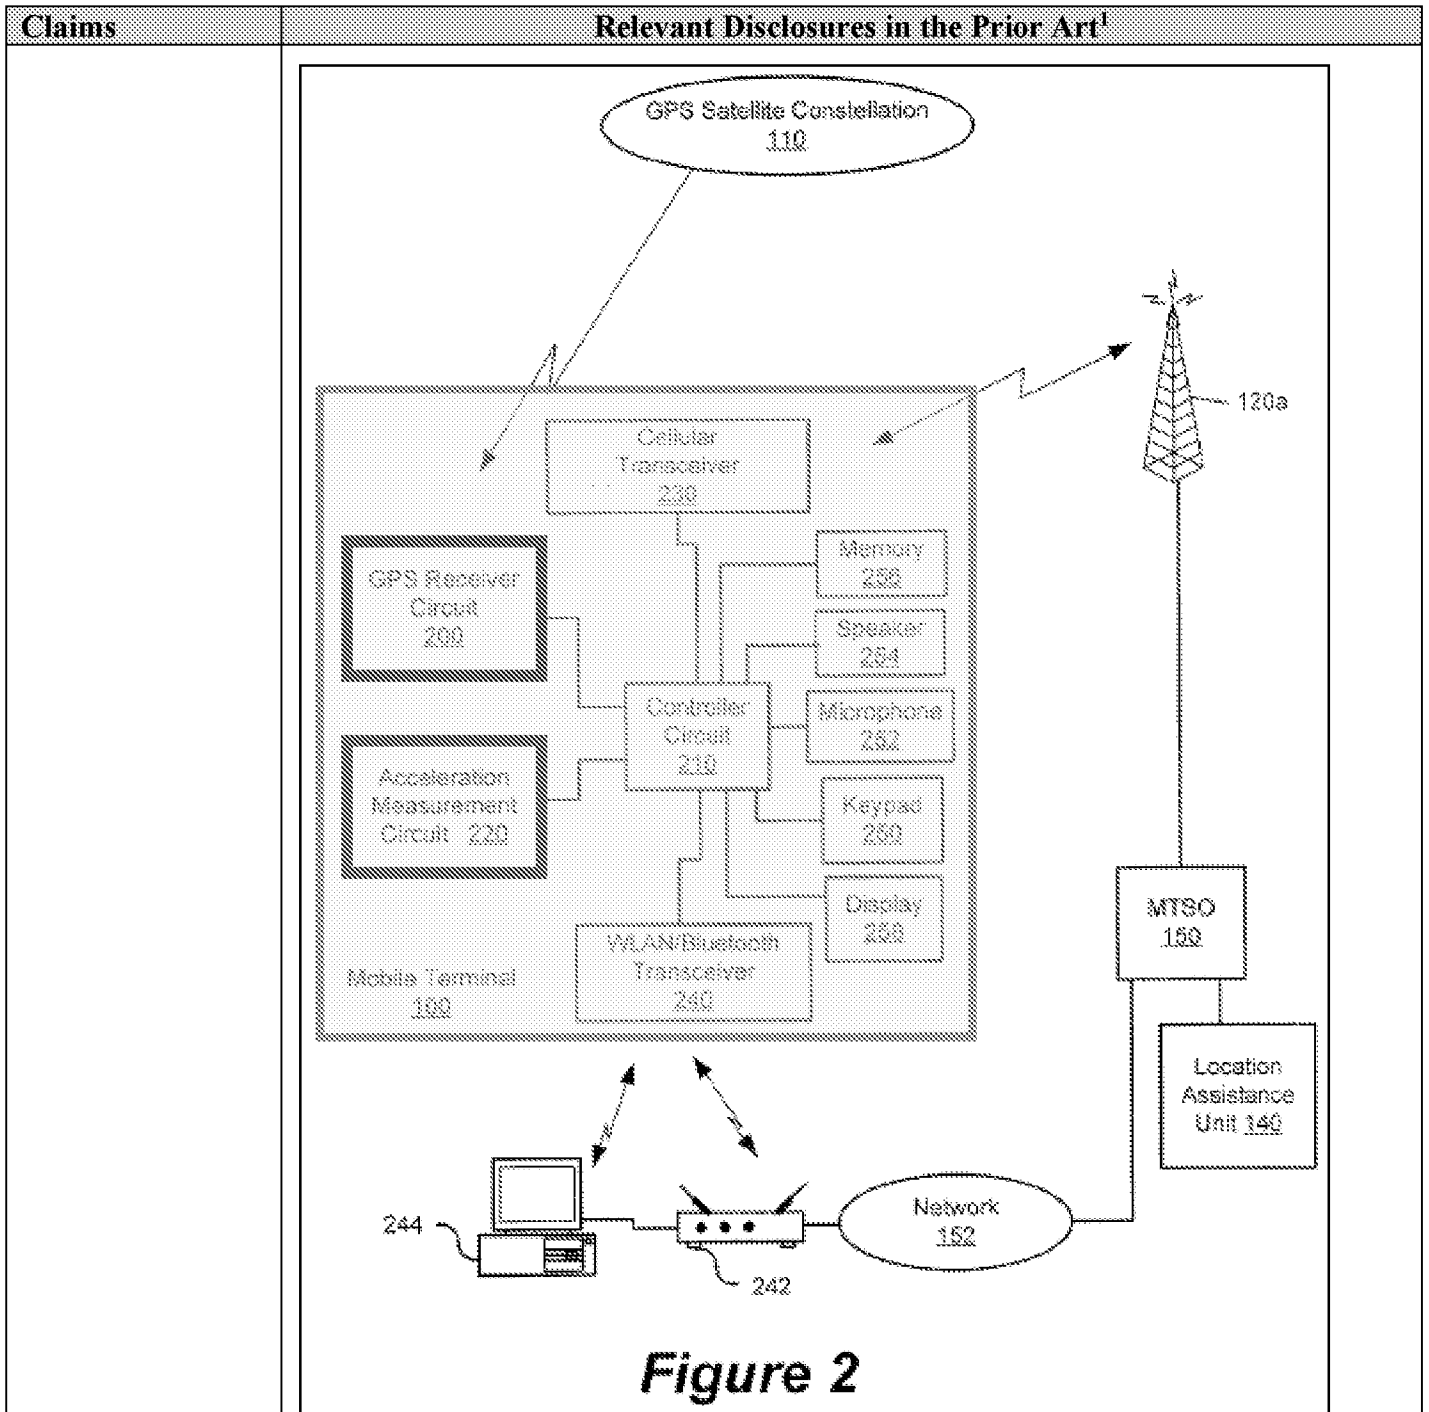 Claims
Relevant Disclosures in the Prior Art1
GPS Satellite Constellation
110
120a
Cellular
Transceiver
230
Memory
256
GPS Receiver
Circuit
200
Speaker
254
Controller
Circuit
210
Microphone
252
Acceleration
Measurement
Circuit 220
Keypad
250
Display
258
MTSO
150
WLAN/Bluetooth
Transceiver
240
Mobile Terminal
100
Location
Assistance
Unit 140
Network
152
244
242
Figure 2